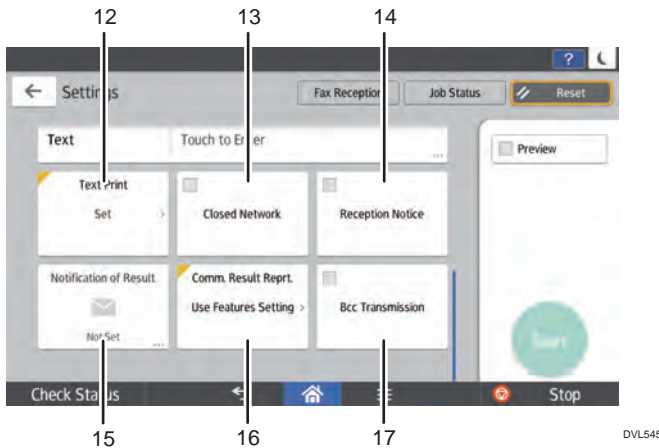 12 13 14
?
Settings Fax Reception Job Status Reset
Text Touch to Enter ...
Preview
Text Print
Set >
Closed Network
Reception Notice
Notification of Result
Not Set ...
Comm. Result Reprt.
Use Features Setting >
Bcc Transmission
Start
Check Status Stop
15 16 17
DVL545